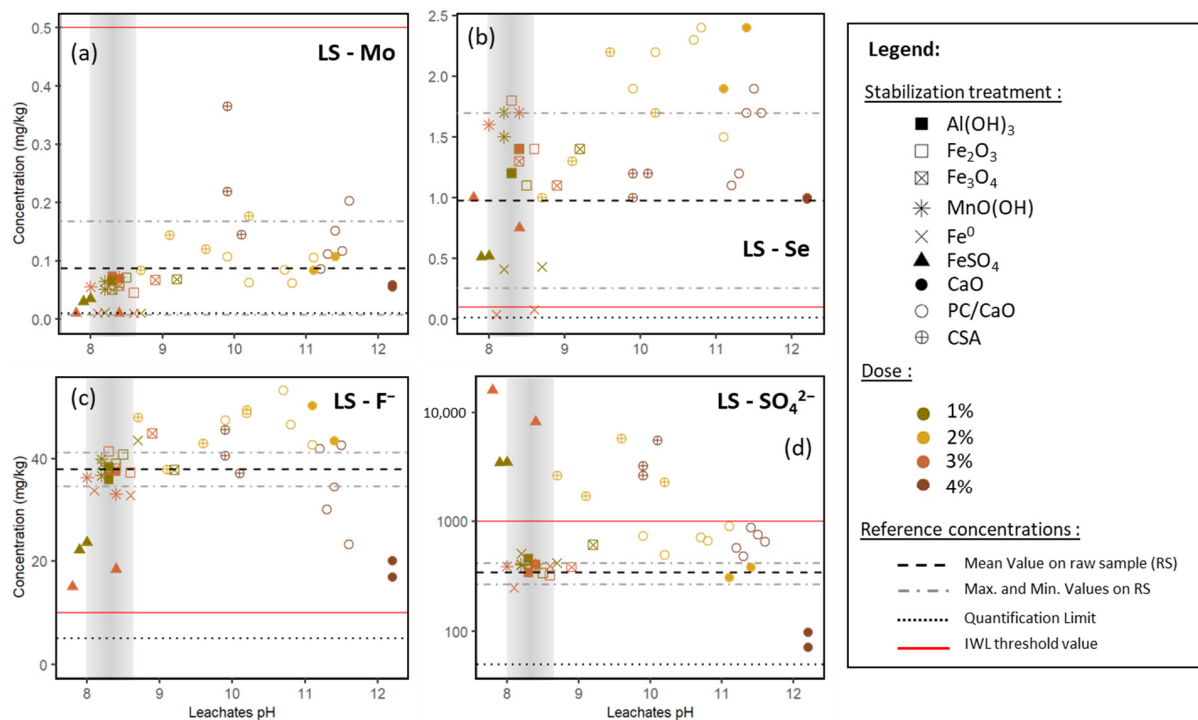 (a) LS - Mo
Concentration (mg/kg)
0.5
0.4
0.3
0.2
0.1
0.0
8 9 10 11 12
(b)
LS - Se
2.5
2.0
1.5
1.0
0.5
0.0
8 9 10 11 12
(c) LS - F⁻
Concentration (mg/kg)
40
20
0
8 9 10 11 12
Leachates pH
LS - SO₄²⁻
(d)
10,000
1000
100
8 9 10 11 12
Leachates pH
Legend:
Stabilization treatment :
Al(OH)₃
Fe₂O₃
Fe₃O₄
MnO(OH)
Fe⁰
FeSO₄
CaO
PC/CaO
CSA
Dose :
1%
2%
3%
4%
Reference concentrations :
Mean Value on raw sample (RS)
Max. and Min. Values on RS
Quantification Limit
IWL threshold value